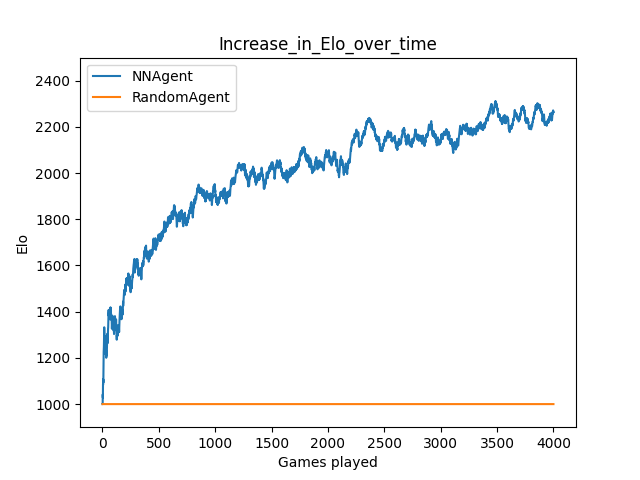 Increase_in_Elo_over_time
NNAgent
RandomAgent
2400
2200
2000
1800
1600
1400
1200
1000
Elo
0 500 1000 1500 2000 2500 3000 3500 4000
Games played